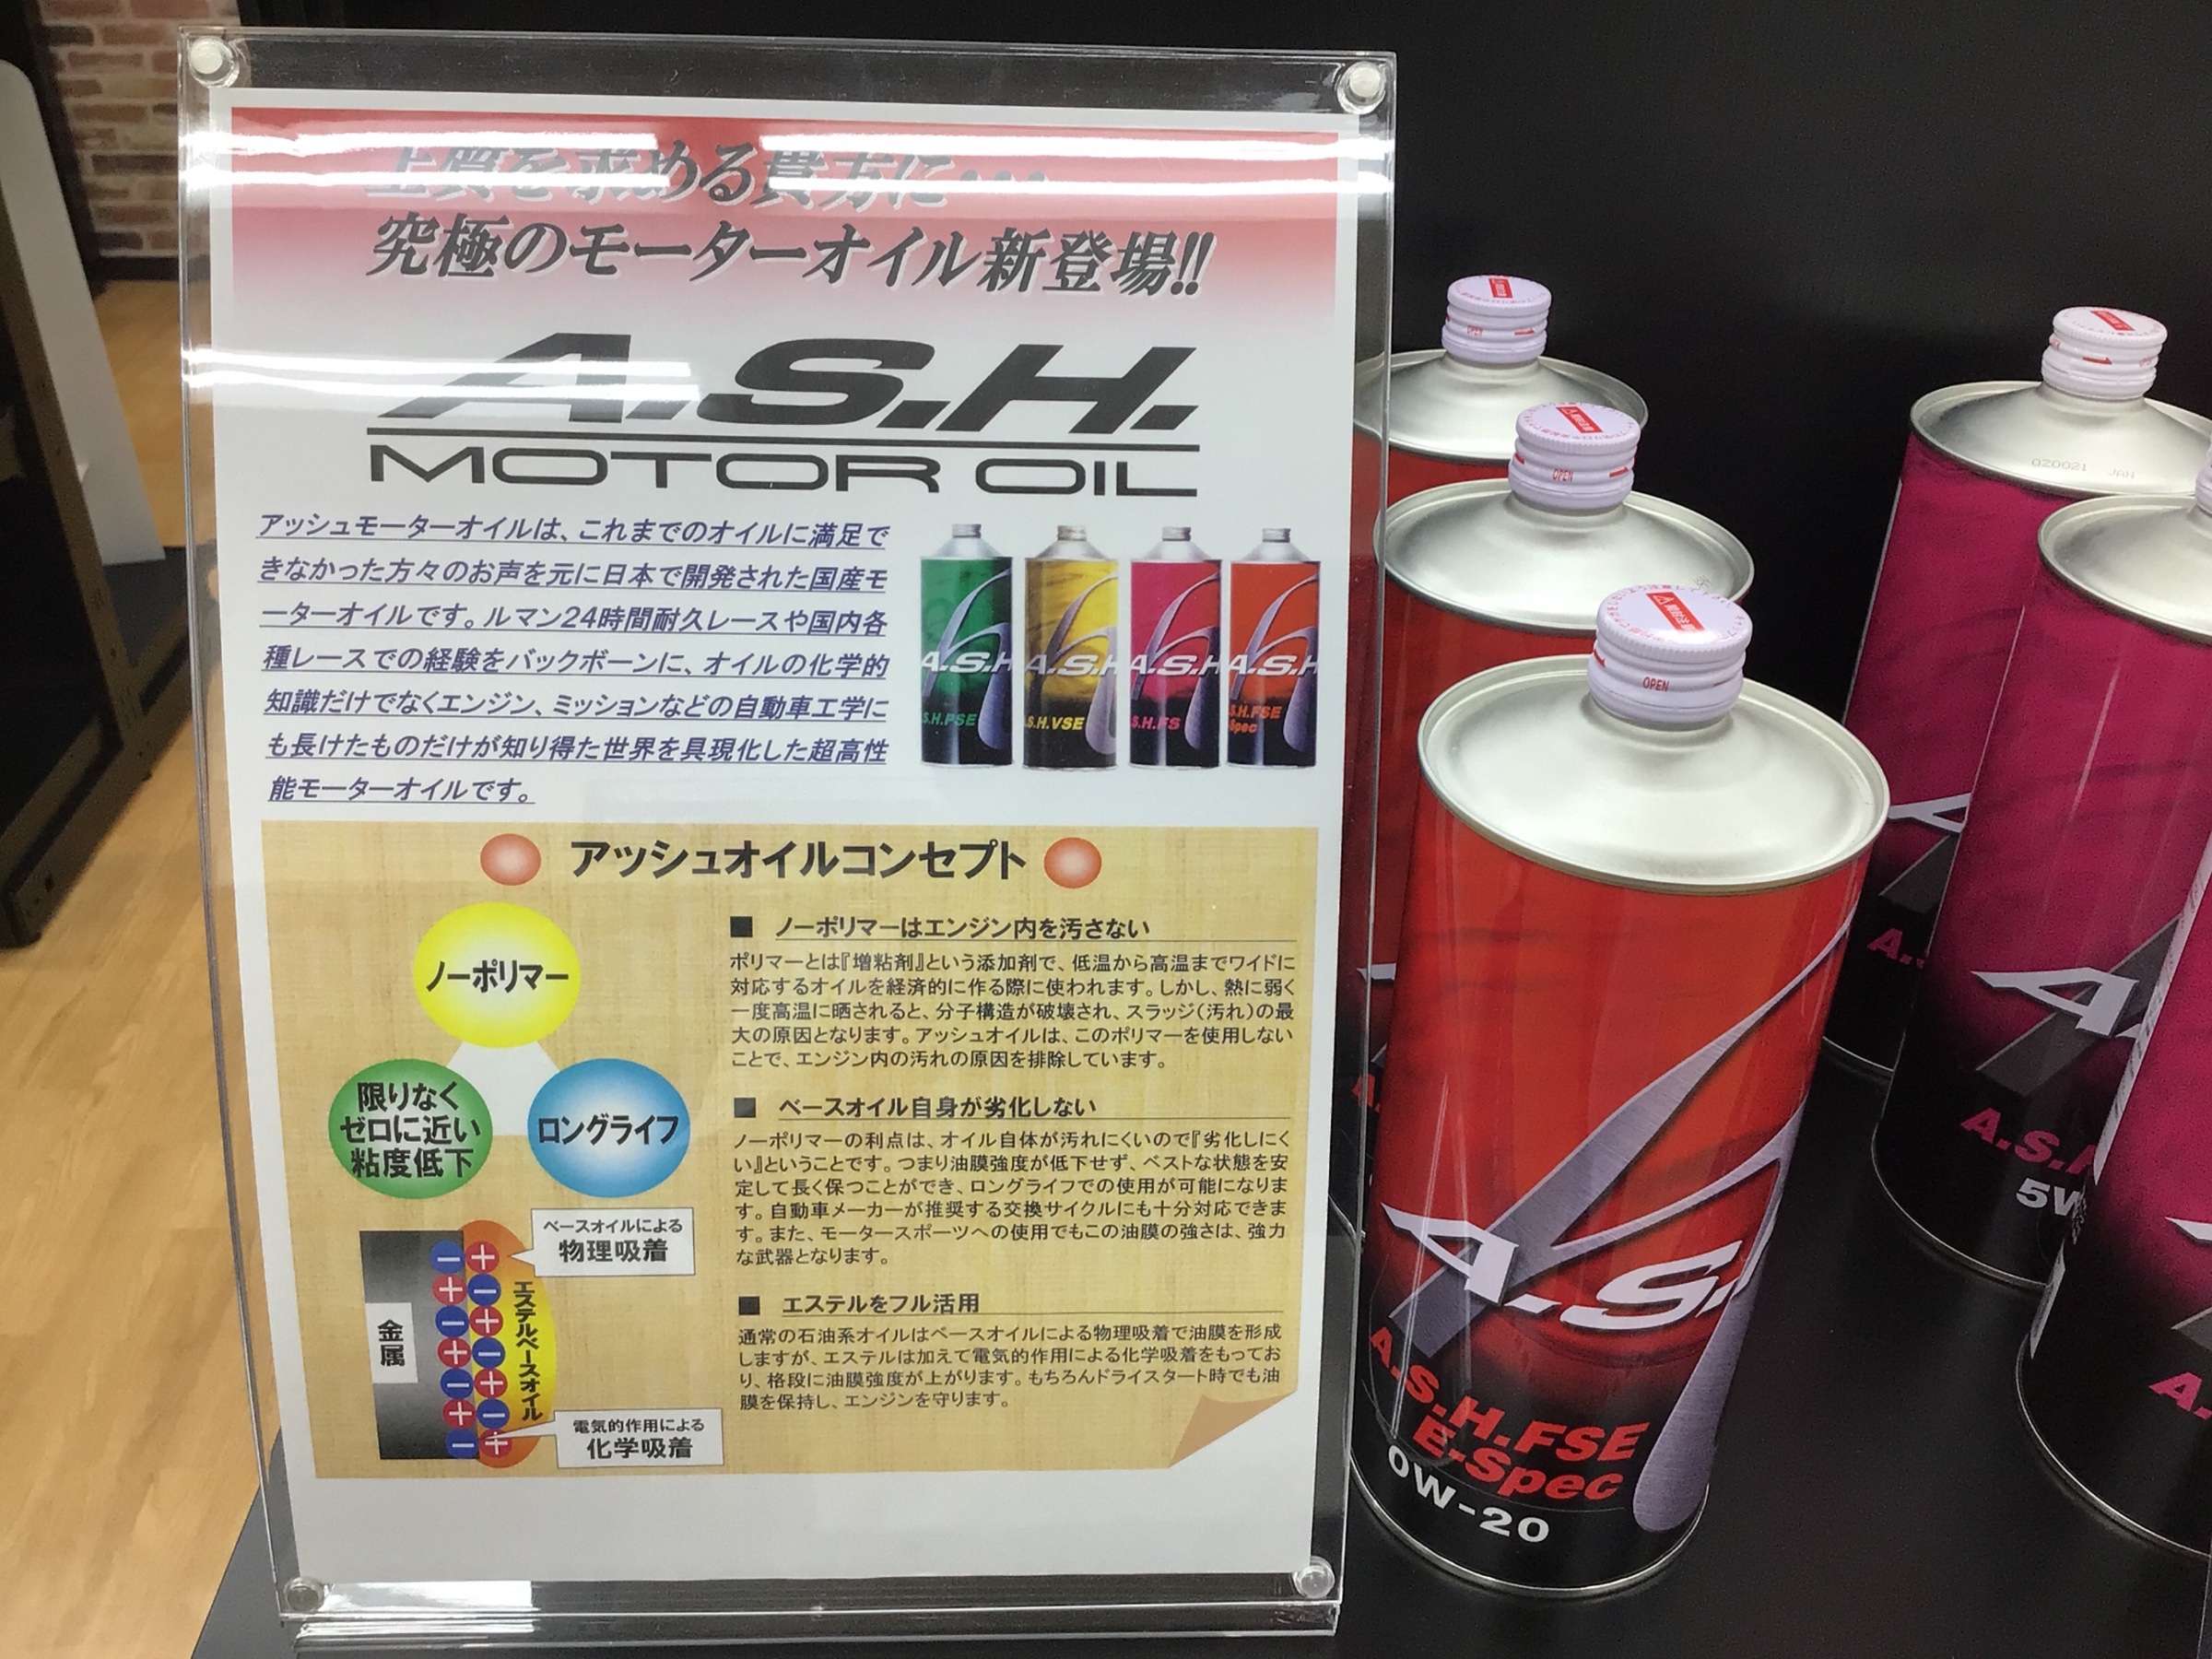 上質を求める貴方に・・・
究極のモーターオイル新登場!!
A.S.H.
MOTOR OIL
アッシュモーターオイルは、これまでのオイルに満足で
きなかった方々のお声を元に日本で開発された国産モ
ーターオイルです。ルマン24時間耐久レースや国内各
種レースでの経験をバックボーンに、オイルの化学的
知識だけでなくエンジン、ミッションなどの自動車工学に
も長けたものだけが知り得た世界を具現化した超高性
能モーターオイルです。
A.S.H A.S.H A.S.H A.S.H
S.H.PSE
S.H.VSE
S.H.FS
S.H.FSE
Spec
アッシュオイルコンセプト
ノーポリマー
限りなく
ゼロに近い
粘度低下
ロングライフ
ベースオイルによる
物理吸着
金属
エステルベースオイル
電気的作用による
化学吸着
■ ノーポリマーはエンジン内を汚さない
ポリマーとは『増粘剤』という添加剤で、低温から高温までワイドに
対応するオイルを経済的に作る際に使われます。しかし、熱に弱く
一度高温に晒されると、分子構造が破壊され、スラッジ(汚れ)の最
大の原因となります。アッシュオイルは、このポリマーを使用しない
ことで、エンジン内の汚れの原因を排除しています。
■ ベースオイル自身が劣化しない
ノーポリマーの利点は、オイル自体が汚れにくいので『劣化しにく
い』ということです。つまり油膜強度が低下せず、ベストな状態を安
定して長く保つことができ、ロングライフでの使用が可能になりま
す。自動車メーカーが推奨する交換サイクルにも十分対応できま
す。また、モータースポーツへの使用でもこの油膜の強さは、強力
な武器となります。
■ エステルをフル活用
通常の石油系オイルはベースオイルによる物理吸着で油膜を形成
しますが、エステルは加えて電気的作用による化学吸着をもってお
り、格段に油膜強度が上がります。もちろんドライスタート時でも油
膜を保持し、エンジンを守ります。
OPEN
OPEN
OPEN
A.S.
A.S.H.FSE
E-Spec
0W-20
OZ0021 JAN
A.S.H
5W